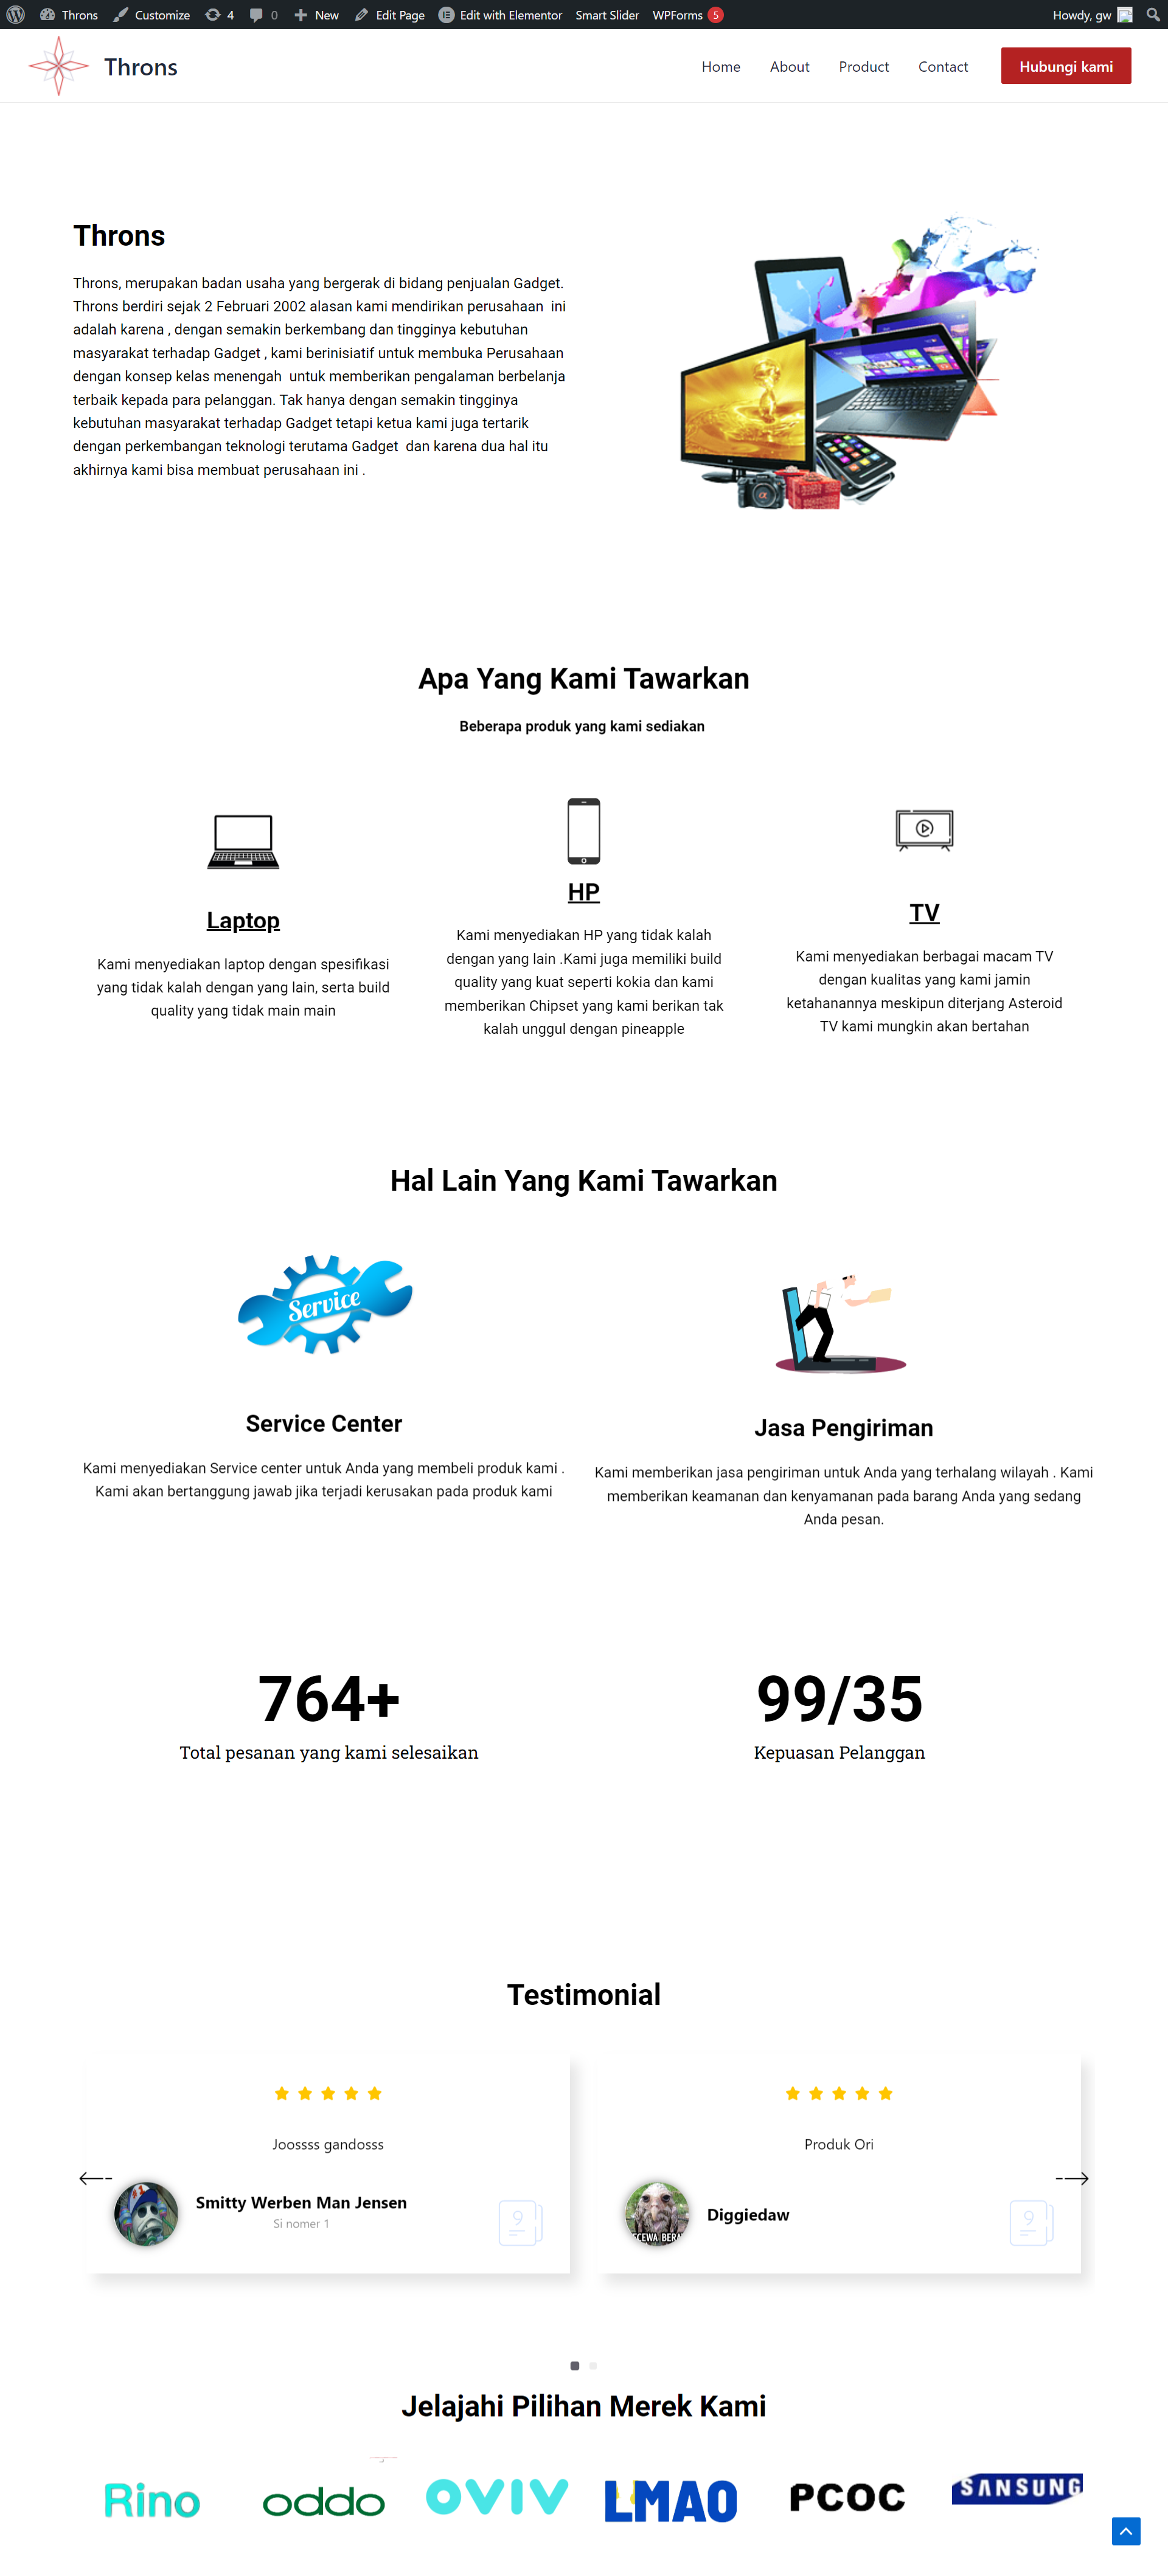 Throns
Customize
4
0
New
Edit Page
Edit with Elementor
Smart Slider
WPForms
5
Howdy, gw
Throns
Home
About
Product
Contact
Hubungi kami
Throns
Throns, merupakan badan usaha yang bergerak di bidang penjualan Gadget.
Throns berdiri sejak 2 Februari 2002 alasan kami mendirikan perusahaan  ini
adalah karena , dengan semakin berkembang dan tingginya kebutuhan
masyarakat terhadap Gadget , kami berinisiatif untuk membuka Perusahaan
dengan konsep kelas menengah  untuk memberikan pengalaman berbelanja
terbaik kepada para pelanggan. Tak hanya dengan semakin tingginya
kebutuhan masyarakat terhadap Gadget tetapi ketua kami juga tertarik
dengan perkembangan teknologi terutama Gadget  dan karena dua hal itu
akhirnya kami bisa membuat perusahaan ini .
Apa Yang Kami Tawarkan
Beberapa produk yang kami sediakan
Laptop
Kami menyediakan laptop dengan spesifikasi
yang tidak kalah dengan yang lain, serta build
quality yang tidak main main
HP
Kami menyediakan HP yang tidak kalah
dengan yang lain .Kami juga memiliki build
quality yang kuat seperti kokia dan kami
memberikan Chipset yang kami berikan tak
kalah unggul dengan pineapple
TV
Kami menyediakan berbagai macam TV
dengan kualitas yang kami jamin
ketahanannya meskipun diterjang Asteroid
TV kami mungkin akan bertahan
Hal Lain Yang Kami Tawarkan
Service
Service Center
Kami menyediakan Service center untuk Anda yang membeli produk kami .
Kami akan bertanggung jawab jika terjadi kerusakan pada produk kami
Jasa Pengiriman
Kami memberikan jasa pengiriman untuk Anda yang terhalang wilayah . Kami
memberikan keamanan dan kenyamanan pada barang Anda yang sedang
Anda pesan.
764+
Total pesanan yang kami selesaikan
99/35
Kepuasan Pelanggan
Testimonial
Joossss gandosss
Smitty Werben Man Jensen
Si nomer 1
Produk Ori
ECEWA BERA
Diggiedaw
Jelajahi Pilihan Merek Kami
Rino
oddo
OVIV
LMAO
PCOC
SANSUNG